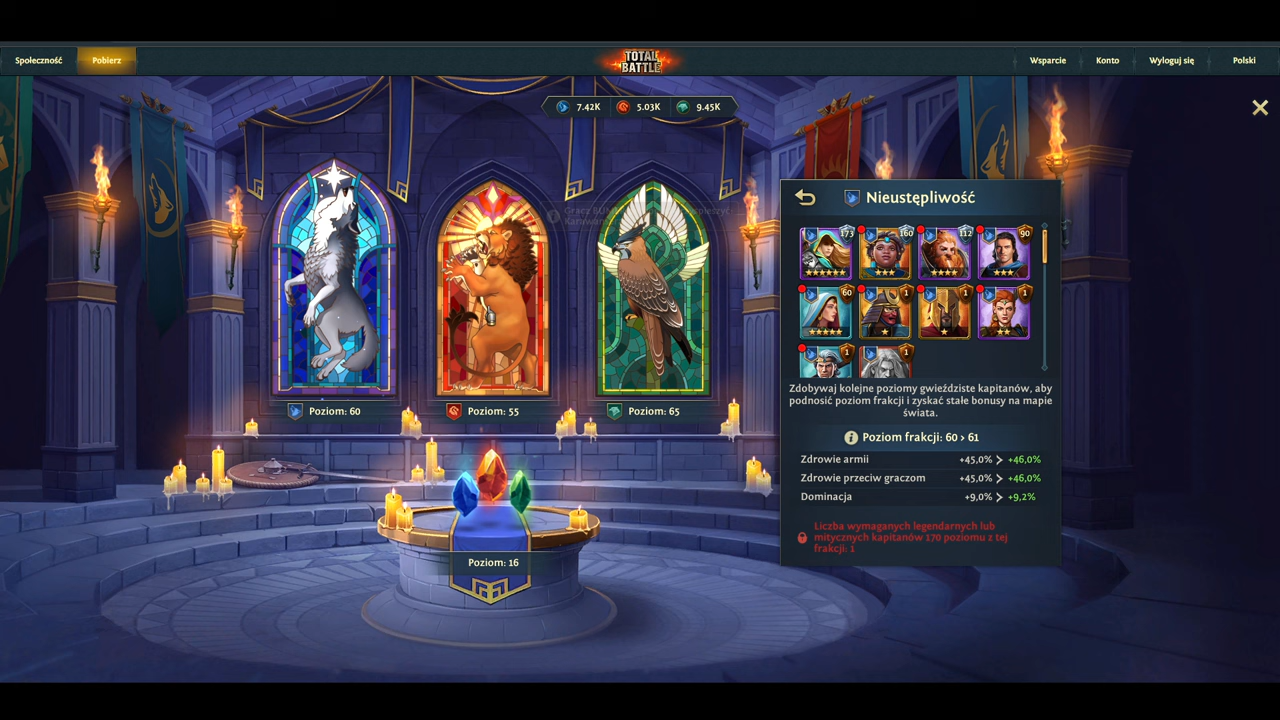 Społeczność
Pobierz
TOTAL
BATTLE
Wsparcie
Konto
Wyloguj się
Polski
7.42K
5.03K
9.45K
Nieustępliwość
173
160
112
90
60
1
1
1
1
1
Zdobywaj kolejne poziomy gwieździste kapitanów, aby
podnosić poziom frakcji i zyskać stałe bonusy na mapie
świata.
Poziom frakcji: 60 > 61
Zdrowie armii +45,0% > +46,0%
Zdrowie przeciw graczom +45,0% > +46,0%
Dominacja +9,0% > +9,2%
Liczba wymaganych legendarnych lub
mitycznych kapitanów 170 poziomu z tej
frakcji: 1
Poziom: 60
Poziom: 55
Poziom: 65
Poziom: 16